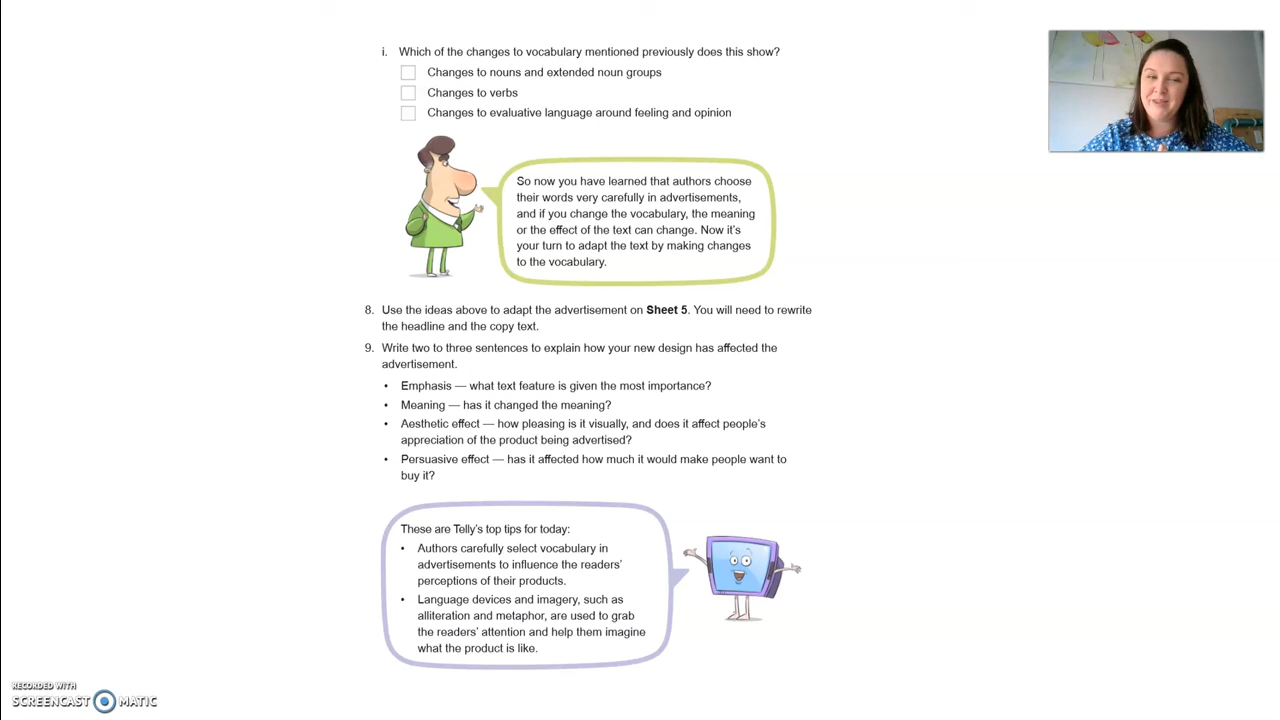 i. Which of the changes to vocabulary mentioned previously does this show?
Changes to nouns and extended noun groups
Changes to verbs
Changes to evaluative language around feeling and opinion
So now you have learned that authors choose
their words very carefully in advertisements,
and if you change the vocabulary, the meaning
or the effect of the text can change. Now it's
your turn to adapt the text by making changes
to the vocabulary.
8. Use the ideas above to adapt the advertisement on Sheet 5. You will need to rewrite
the headline and the copy text.
9. Write two to three sentences to explain how your new design has affected the
advertisement.
• Emphasis — what text feature is given the most importance?
• Meaning — has it changed the meaning?
• Aesthetic effect — how pleasing is it visually, and does it affect people's
appreciation of the product being advertised?
• Persuasive effect — has it affected how much it would make people want to
buy it?
These are Telly's top tips for today:
• Authors carefully select vocabulary in
advertisements to influence the readers'
perceptions of their products.
• Language devices and imagery, such as
alliteration and metaphor, are used to grab
the readers' attention and help them imagine
what the product is like.
RECORDED WITH
SCREENCAST MATIC